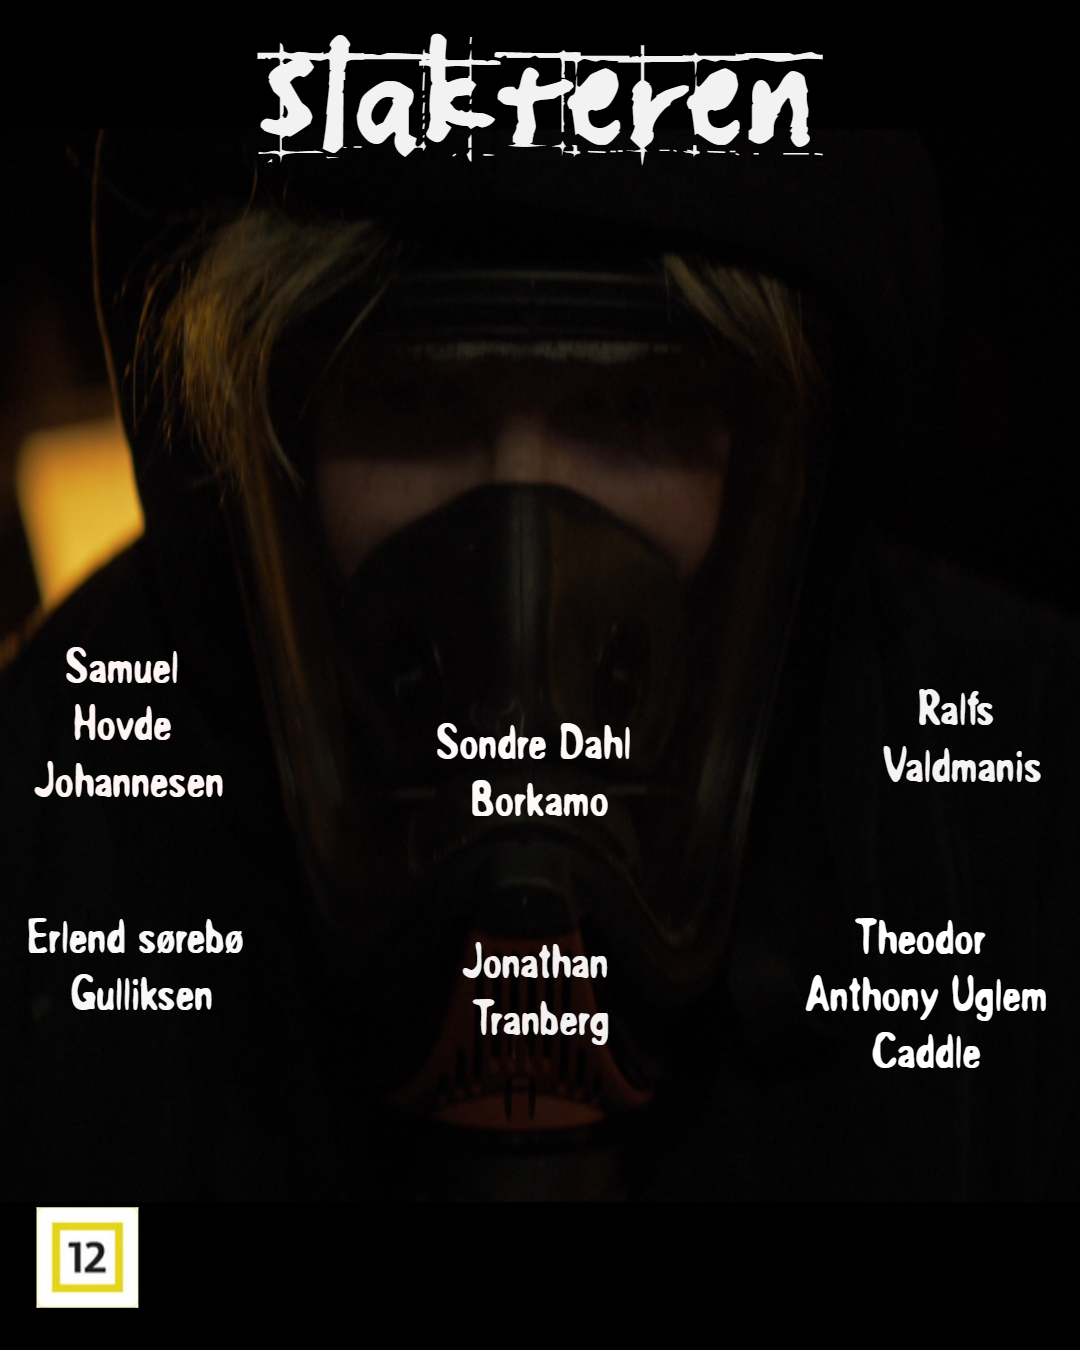 Slakteren
Samuel
Hovde
Johannesen
Sondre Dahl
Borkamo
Ralfs
Valdmanis
Erlend sørebø
Gulliksen
Jonathan
Tranberg
Theodor
Anthony Uglem
Caddle
12